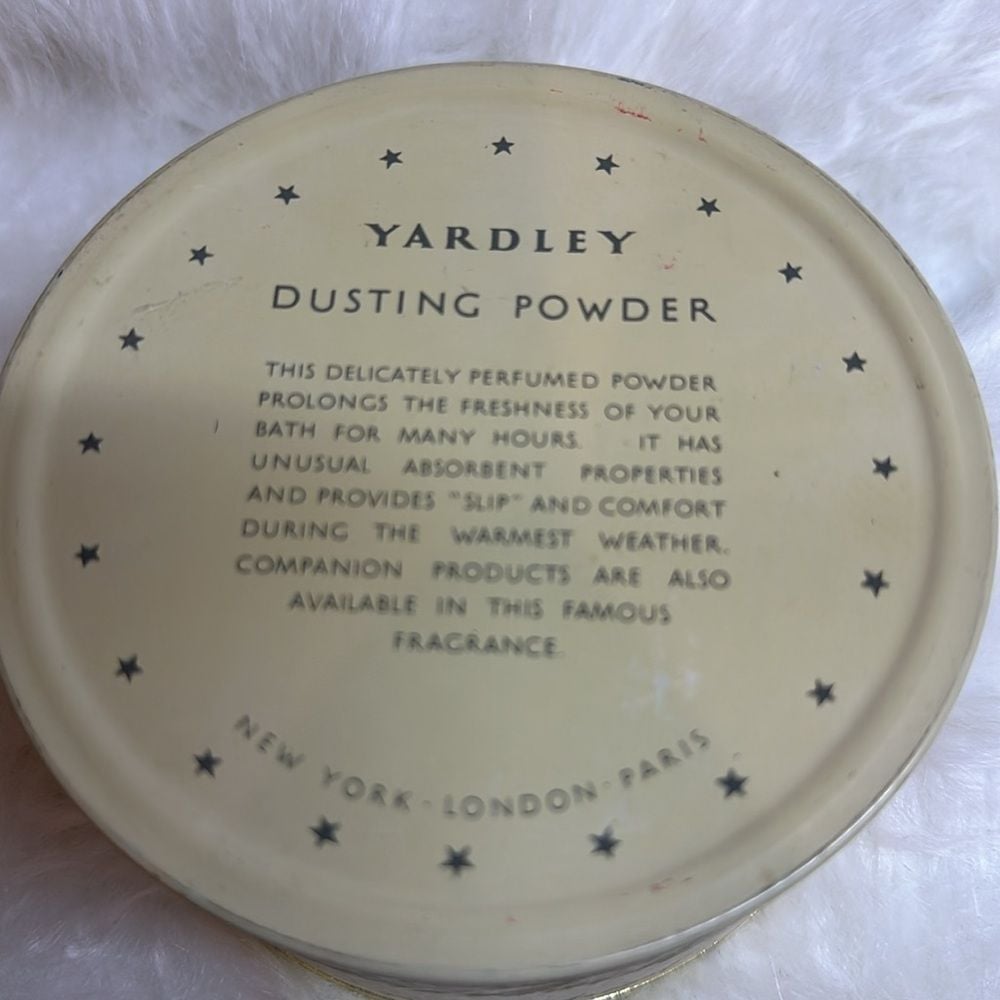 YARDLEY
DUSTING POWDER
THIS DELICATELY PERFUMED POWDER
PROLONGS THE FRESHNESS OF YOUR
BATH FOR MANY HOURS. IT HAS
UNUSUAL ABSORBENT PROPERTIES
AND PROVIDES "SLIP" AND COMFORT
DURING THE WARMEST WEATHER.
COMPANION PRODUCTS ARE ALSO
AVAILABLE IN THIS FAMOUS
FRAGRANCE.
NEW YORK · LONDON · PARIS